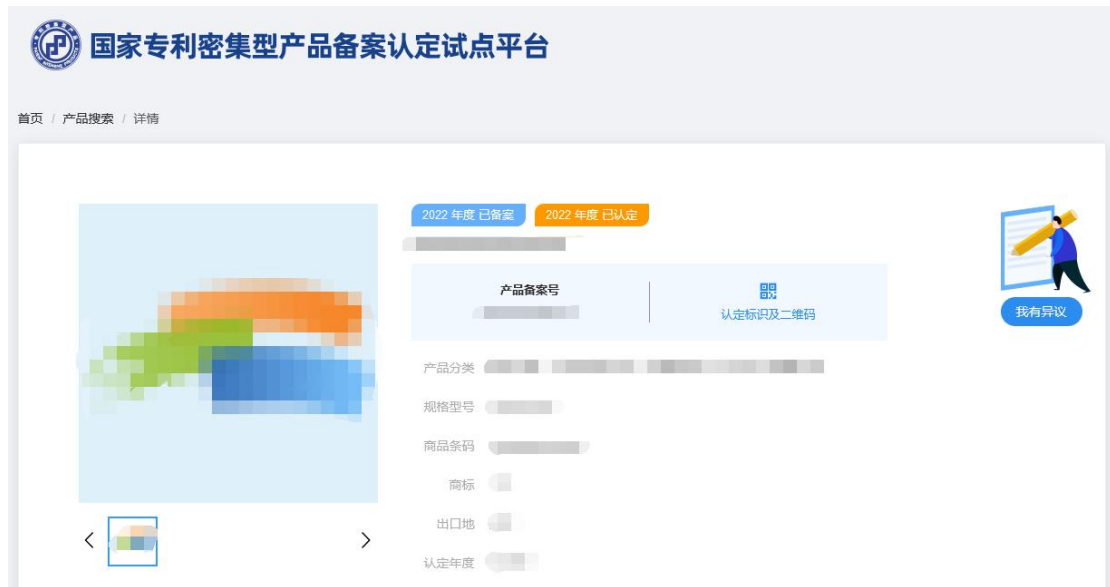 国家专利密集型产品备案认定试点平台
首页 / 产品搜索 / 详情
2022 年度 已备案
2022 年度 已认定
产品备案号
认定标识及二维码
我有异议
产品分类
规格型号
商品条码
商标
出口地
认定年度